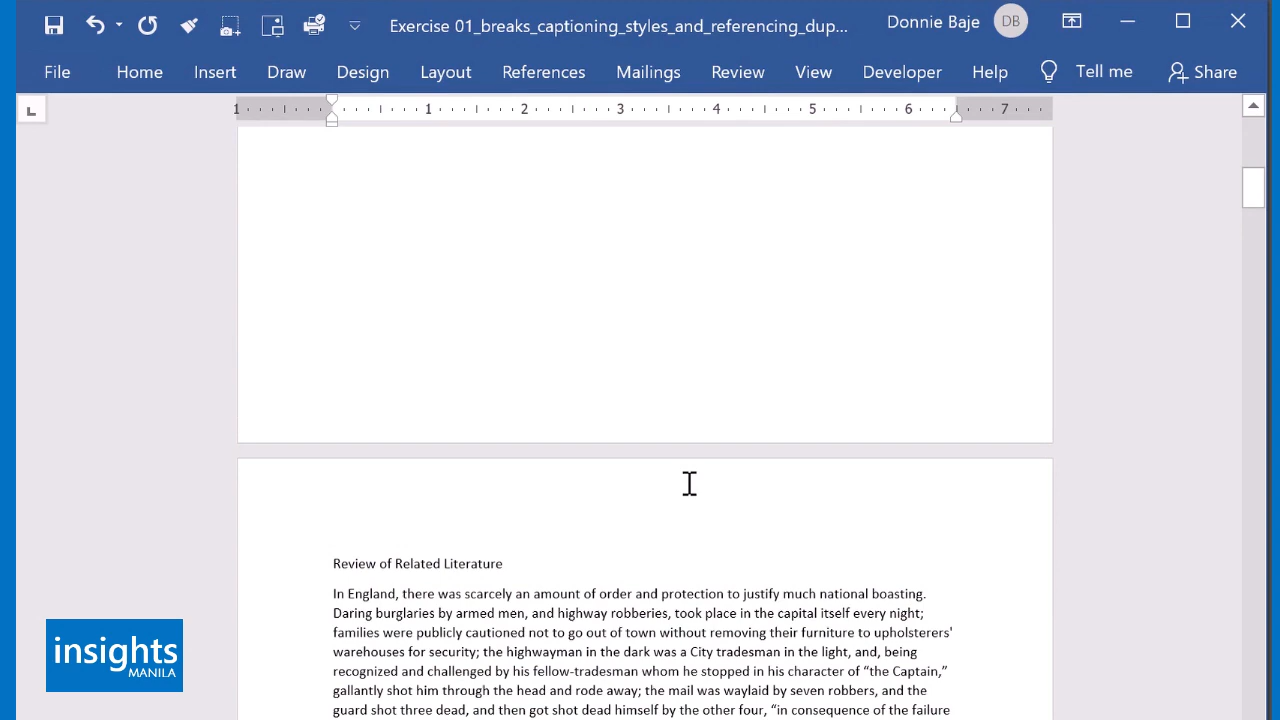 Exercise 01_breaks_captioning_styles_and_referencing_dup...
Donnie Baje
DB
File Home Insert Draw Design Layout References Mailings Review View Developer Help Tell me Share
1 1 2 3 4 5 6 7
Review of Related Literature
In England, there was scarcely an amount of order and protection to justify much national boasting.
Daring burglaries by armed men, and highway robberies, took place in the capital itself every night;
families were publicly cautioned not to go out of town without removing their furniture to upholsterers'
warehouses for security; the highwayman in the dark was a City tradesman in the light, and, being
recognized and challenged by his fellow-tradesman whom he stopped in his character of “the Captain,”
gallantly shot him through the head and rode away; the mail was waylaid by seven robbers, and the
guard shot three dead, and then got shot dead himself by the other four, “in consequence of the failure
insights
MANILA